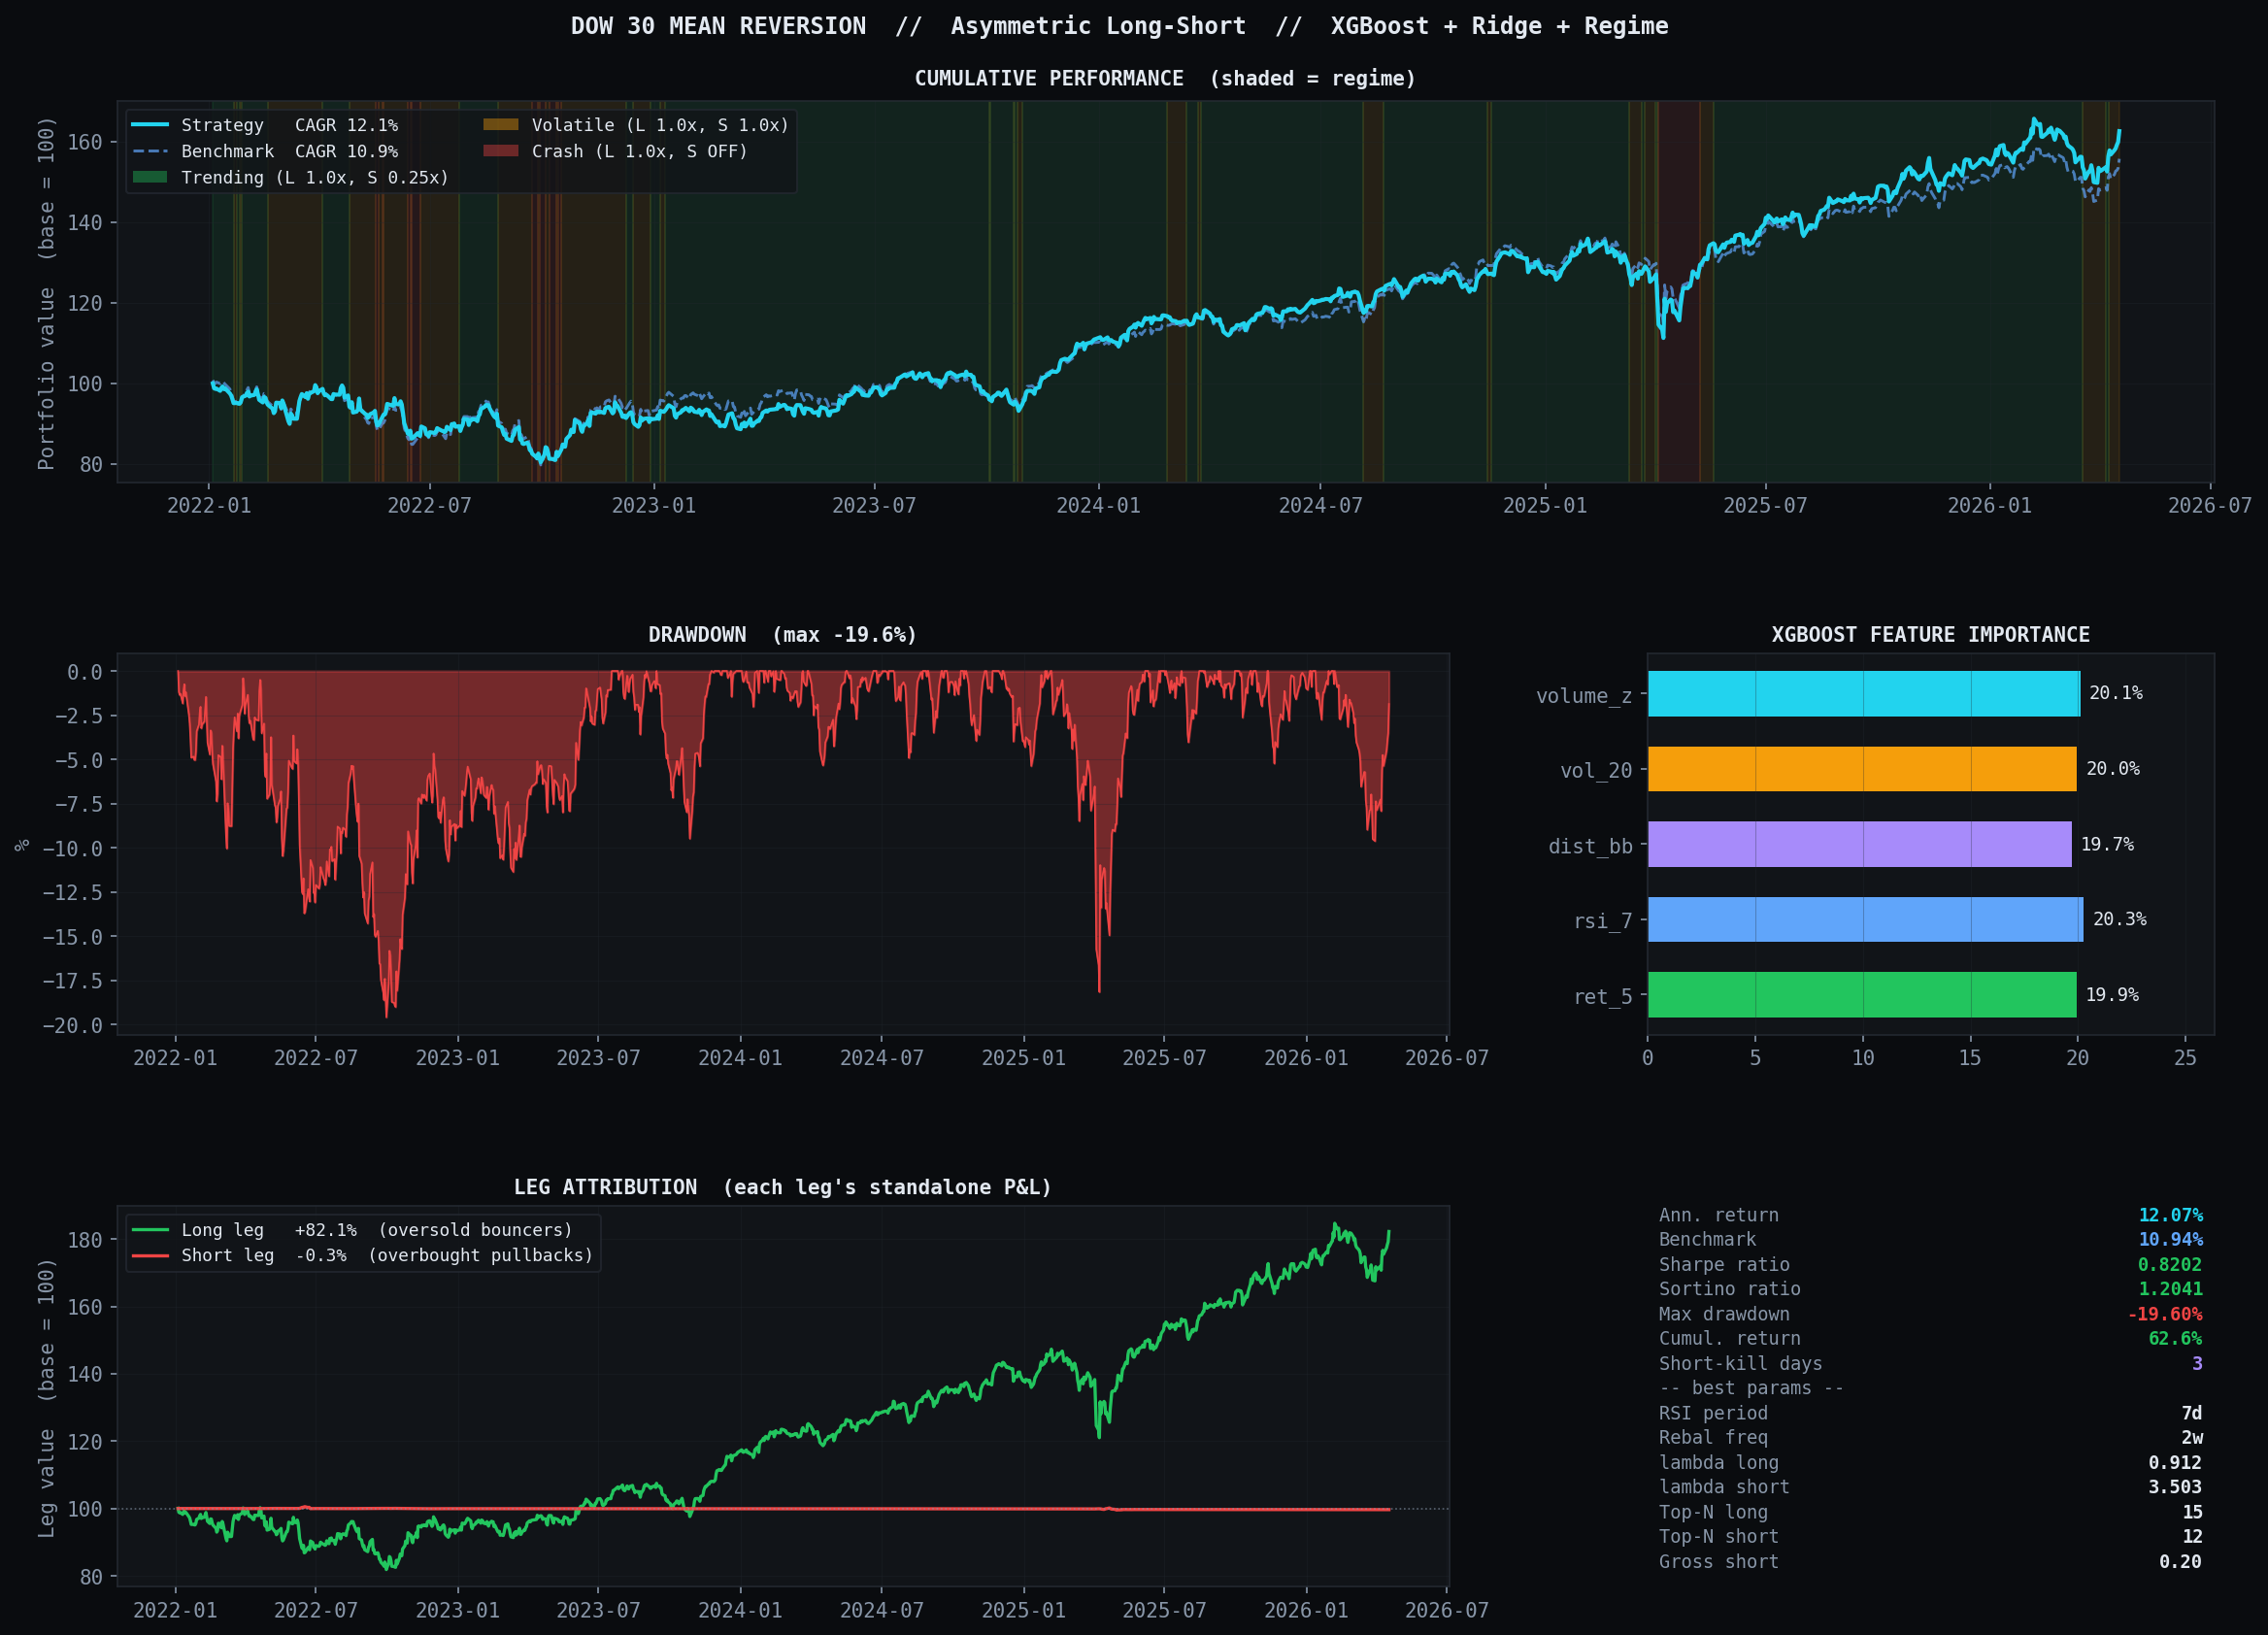 DOW 30 MEAN REVERSION  //  Asymmetric Long-Short  //  XGBoost + Ridge + Regime
CUMULATIVE PERFORMANCE  (shaded = regime)
Portfolio value  (base = 100)
160
140
120
100
80
Strategy   CAGR 12.1%
Benchmark  CAGR 10.9%
Trending (L 1.0x, S 0.25x)
Volatile (L 1.0x, S 1.0x)
Crash (L 1.0x, S OFF)
2022-01 2022-07 2023-01 2023-07 2024-01 2024-07 2025-01 2025-07 2026-01 2026-07
DRAWDOWN  (max -19.6%)
%
0.0
−2.5
−5.0
−7.5
−10.0
−12.5
−15.0
−17.5
−20.0
2022-01 2022-07 2023-01 2023-07 2024-01 2024-07 2025-01 2025-07 2026-01 2026-07
XGBOOST FEATURE IMPORTANCE
volume_z 20.1%
vol_20 20.0%
dist_bb 19.7%
rsi_7 20.3%
ret_5 19.9%
0 5 10 15 20 25
LEG ATTRIBUTION  (each leg's standalone P&L)
Leg value  (base = 100)
180
160
140
120
100
80
Long leg   +82.1%  (oversold bouncers)
Short leg  -0.3%  (overbought pullbacks)
2022-01 2022-07 2023-01 2023-07 2024-01 2024-07 2025-01 2025-07 2026-01 2026-07
Ann. return 12.07%
Benchmark 10.94%
Sharpe ratio 0.8202
Sortino ratio 1.2041
Max drawdown -19.60%
Cumul. return 62.6%
Short-kill days 3
-- best params --
RSI period 7d
Rebal freq 2w
lambda long 0.912
lambda short 3.503
Top-N long 15
Top-N short 12
Gross short 0.20